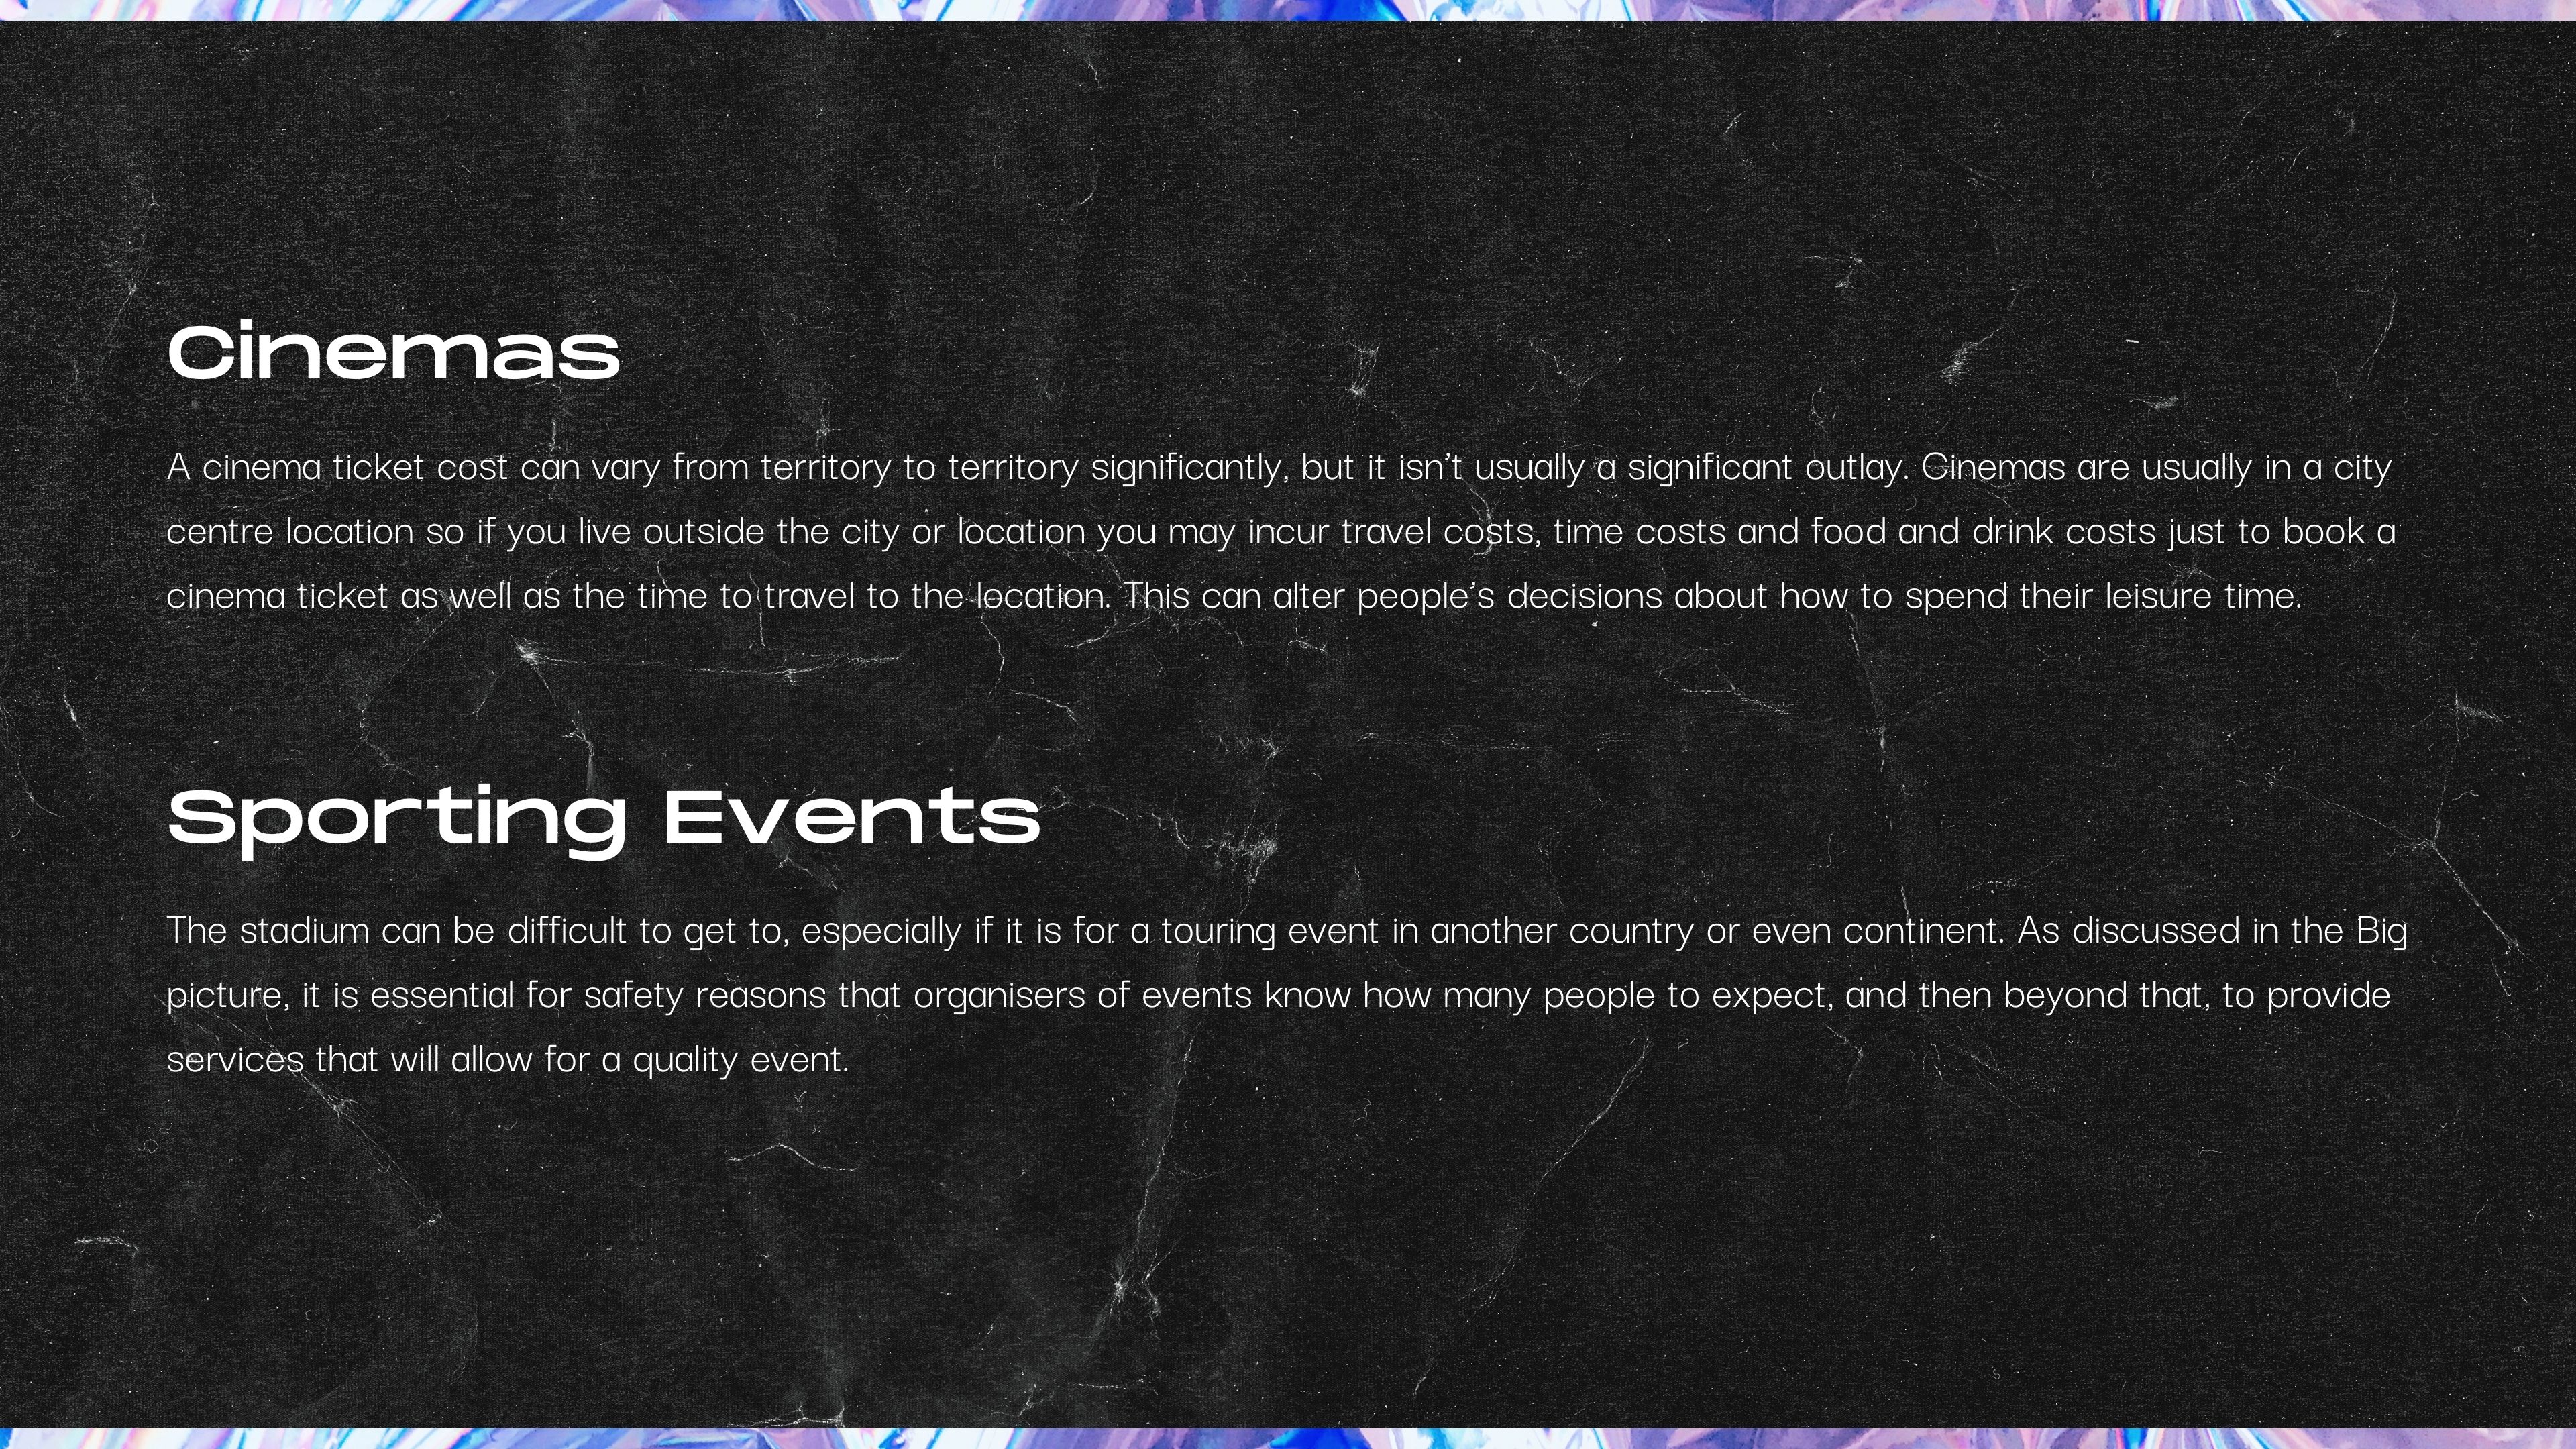 Cinemas
A cinema ticket cost can vary from territory to territory significantly, but it isn’t usually a significant outlay. Cinemas are usually in a city
centre location so if you live outside the city or location you may incur travel costs, time costs and food and drink costs just to book a
cinema ticket as well as the time to travel to the location. This can alter people’s decisions about how to spend their leisure time.
Sporting Events
The stadium can be difficult to get to, especially if it is for a touring event in another country or even continent. As discussed in the Big
picture, it is essential for safety reasons that organisers of events know how many people to expect, and then beyond that, to provide
services that will allow for a quality event.